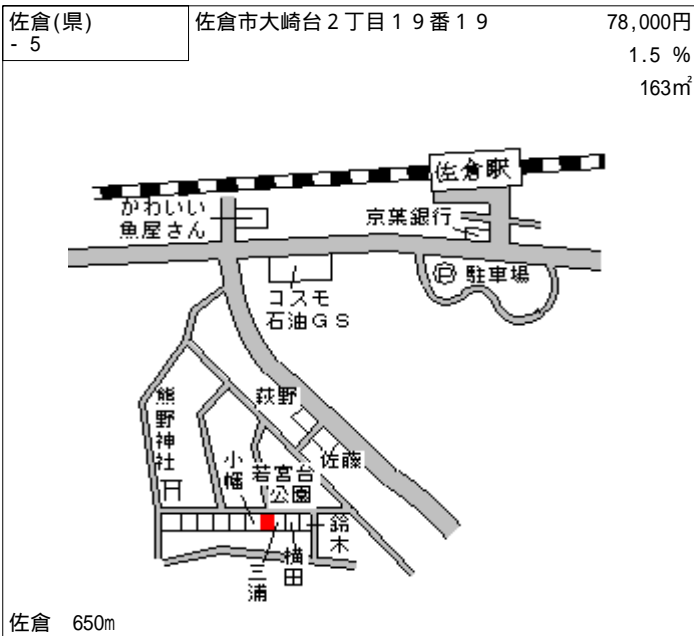 佐倉(県)
- 5
佐倉市大崎台２丁目１９番１９
78,000円
1.5 %
163㎡
佐倉駅
かわいい
魚屋さん
京葉銀行
Ⓟ 駐車場
コスモ
石油ＧＳ
萩野
熊野神社
佐藤
小幡
若宮台
公園
鈴木
横田
三浦
佐倉 650m